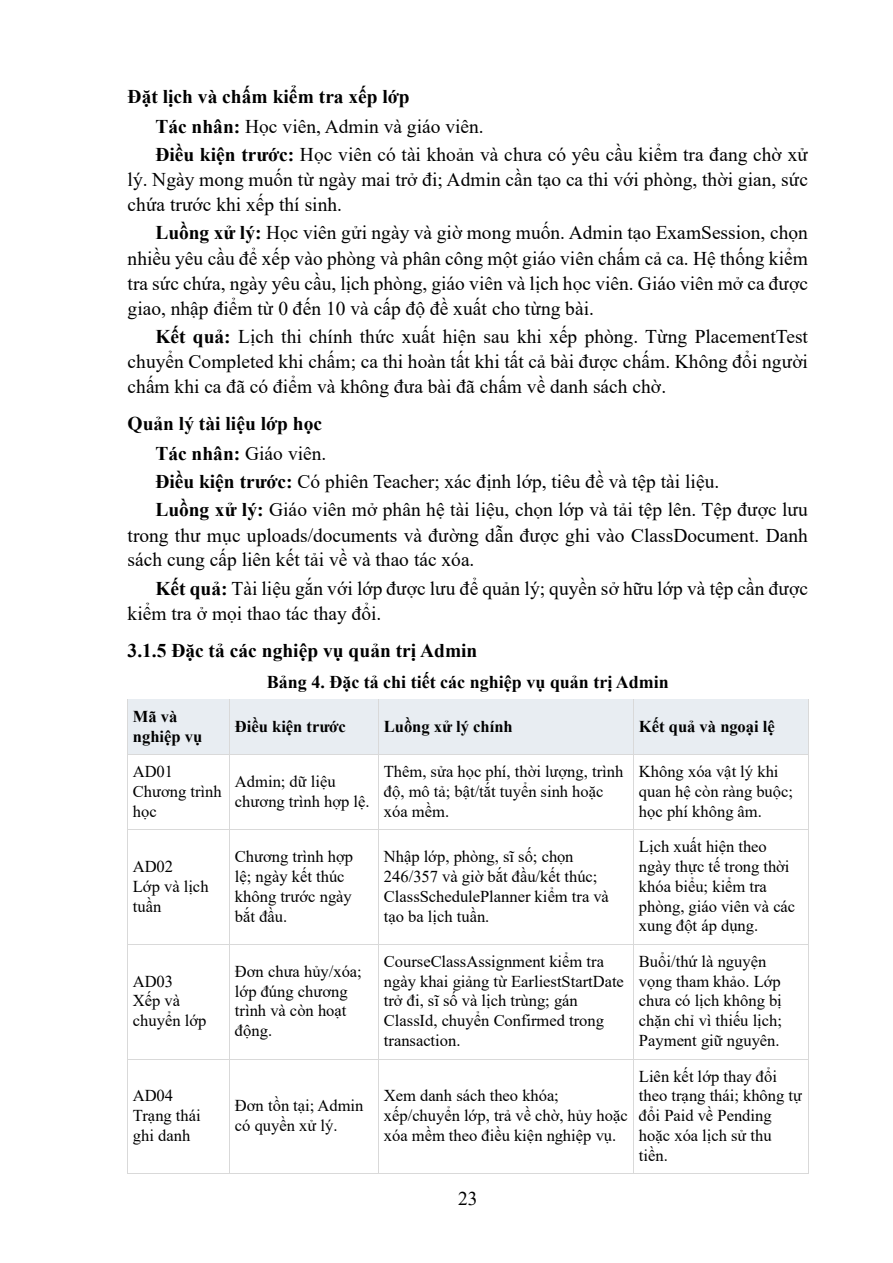 Đặt lịch và chấm kiểm tra xếp lớp
Tác nhân: Học viên, Admin và giáo viên.
Điều kiện trước: Học viên có tài khoản và chưa có yêu cầu kiểm tra đang chờ xử
lý. Ngày mong muốn từ ngày mai trở đi; Admin cần tạo ca thi với phòng, thời gian, sức
chứa trước khi xếp thí sinh.
Luồng xử lý: Học viên gửi ngày và giờ mong muốn. Admin tạo ExamSession, chọn
nhiều yêu cầu để xếp vào phòng và phân công một giáo viên chấm cả ca. Hệ thống kiểm
tra sức chứa, ngày yêu cầu, lịch phòng, giáo viên và lịch học viên. Giáo viên mở ca được
giao, nhập điểm từ 0 đến 10 và cấp độ đề xuất cho từng bài.
Kết quả: Lịch thi chính thức xuất hiện sau khi xếp phòng. Từng PlacementTest
chuyển Completed khi chấm; ca thi hoàn tất khi tất cả bài được chấm. Không đổi người
chấm khi ca đã có điểm và không đưa bài đã chấm về danh sách chờ.
Quản lý tài liệu lớp học
Tác nhân: Giáo viên.
Điều kiện trước: Có phiên Teacher; xác định lớp, tiêu đề và tệp tài liệu.
Luồng xử lý: Giáo viên mở phân hệ tài liệu, chọn lớp và tải tệp lên. Tệp được lưu
trong thư mục uploads/documents và đường dẫn được ghi vào ClassDocument. Danh
sách cung cấp liên kết tải về và thao tác xóa.
Kết quả: Tài liệu gắn với lớp được lưu để quản lý; quyền sở hữu lớp và tệp cần được
kiểm tra ở mọi thao tác thay đổi.
3.1.5 Đặc tả các nghiệp vụ quản trị Admin
Bảng 4. Đặc tả chi tiết các nghiệp vụ quản trị Admin
Mã và
nghiệp vụ
Điều kiện trước
Luồng xử lý chính
Kết quả và ngoại lệ
AD01
Chương trình
học
Admin; dữ liệu
chương trình hợp lệ.
Thêm, sửa học phí, thời lượng, trình
độ, mô tả; bật/tắt tuyển sinh hoặc
xóa mềm.
Không xóa vật lý khi
quan hệ còn ràng buộc;
học phí không âm.
AD02
Lớp và lịch
tuần
Chương trình hợp
lệ; ngày kết thúc
không trước ngày
bắt đầu.
Nhập lớp, phòng, sĩ số; chọn
246/357 và giờ bắt đầu/kết thúc;
ClassSchedulePlanner kiểm tra và
tạo ba lịch tuần.
Lịch xuất hiện theo
ngày thực tế trong thời
khóa biểu; kiểm tra
phòng, giáo viên và các
xung đột áp dụng.
AD03
Xếp và
chuyển lớp
Đơn chưa hủy/xóa;
lớp đúng chương
trình và còn hoạt
động.
CourseClassAssignment kiểm tra
ngày khai giảng từ EarliestStartDate
trở đi, sĩ số và lịch trùng; gán
ClassId, chuyển Confirmed trong
transaction.
Buổi/thứ là nguyện
vọng tham khảo. Lớp
chưa có lịch không bị
chặn chỉ vì thiếu lịch;
Payment giữ nguyên.
AD04
Trạng thái
ghi danh
Đơn tồn tại; Admin
có quyền xử lý.
Xem danh sách theo khóa;
xếp/chuyển lớp, trả về chờ, hủy hoặc
xóa mềm theo điều kiện nghiệp vụ.
Liên kết lớp thay đổi
theo trạng thái; không tự
đổi Paid về Pending
hoặc xóa lịch sử thu
tiền.
23